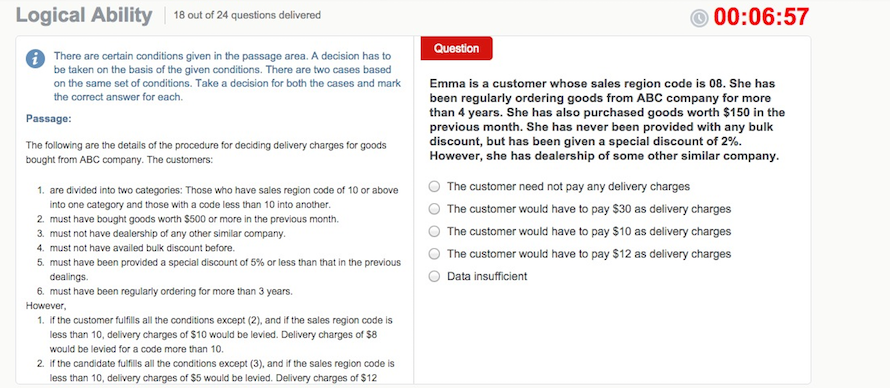 Logical Ability
18 out of 24 questions delivered
00:06:57
There are certain conditions given in the passage area. A decision has to
be taken on the basis of the given conditions. There are two cases based
on the same set of conditions. Take a decision for both the cases and mark
the correct answer for each.
Passage:
The following are the details of the procedure for deciding delivery charges for goods
bought from ABC company. The customers:
1. are divided into two categories: Those who have sales region code of 10 or above
into one category and those with a code less than 10 into another.
2. must have bought goods worth $500 or more in the previous month.
3. must not have dealership of any other similar company.
4. must not have availed bulk discount before.
5. must have been provided a special discount of 5% or less than that in the previous
dealings.
6. must have been regularly ordering for more than 3 years.
However,
1. if the customer fulfills all the conditions except (2), and if the sales region code is
less than 10, delivery charges of $10 would be levied. Delivery charges of $8
would be levied for a code more than 10.
2. if the candidate fulfills all the conditions except (3), and if the sales region code is
less than 10, delivery charges of $5 would be levied. Delivery charges of $12
Question
Emma is a customer whose sales region code is 08. She has
been regularly ordering goods from ABC company for more
than 4 years. She has also purchased goods worth $150 in the
previous month. She has never been provided with any bulk
discount, but has been given a special discount of 2%.
However, she has dealership of some other similar company.
The customer need not pay any delivery charges
The customer would have to pay $30 as delivery charges
The customer would have to pay $10 as delivery charges
The customer would have to pay $12 as delivery charges
Data insufficient